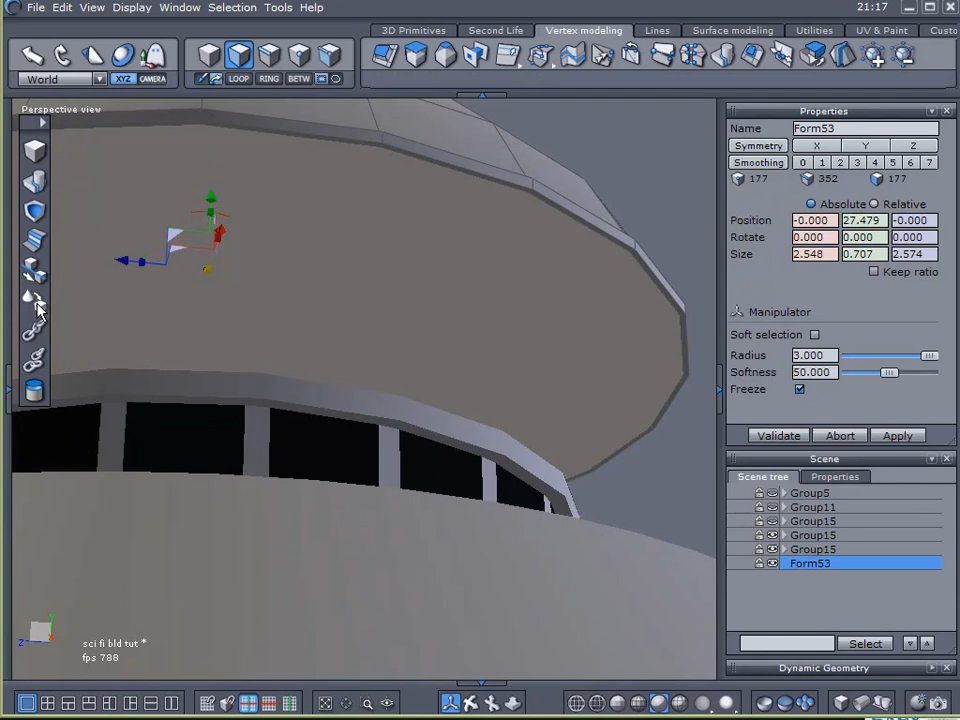 File Edit View Display Window Selection Tools Help 21:17
3D Primitives Second Life Vertex modeling Lines Surface modeling Utilities UV & Paint Custo
World XYZ CAMERA LOOP RING BETW
Perspective view
Properties
Name Form53
Symmetry X Y Z
Smoothing 0 1 2 3 4 5 6 7
177 352 177
Absolute Relative
Position -0.000 27.479 -0.000
Rotate 0.000 0.000 0.000
Size 2.548 0.707 2.574
Keep ratio
Manipulator
Soft selection
Radius 3.000
Softness 50.000
Freeze
Validate Abort Apply
Scene
Scene tree Properties
Group5
Group11
Group15
Group15
Group15
Form53
Select
Dynamic Geometry
Y
Z X
sci fi bld tut *
fps 788